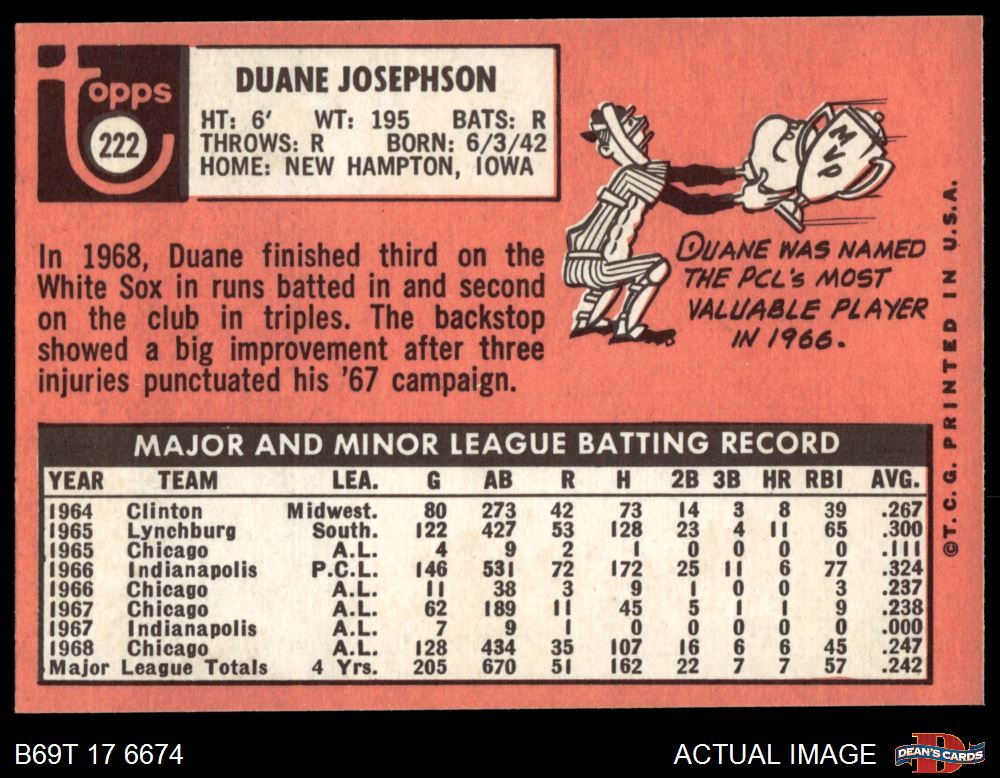 Topps
222
DUANE JOSEPHSON
HT: 6' WT: 195 BATS: R
THROWS: R BORN: 6/3/42
HOME: NEW HAMPTON, IOWA
In 1968, Duane finished third on the
White Sox in runs batted in and second
on the club in triples. The backstop
showed a big improvement after three
injuries punctuated his '67 campaign.
MVP
DUANE WAS NAMED
THE PCL'S MOST
VALUABLE PLAYER
IN 1966.
©T.C.G. PRINTED IN U.S.A.
MAJOR AND MINOR LEAGUE BATTING RECORD
YEAR TEAM LEA. G AB R H 2B 3B HR RBI AVG.
1964 Clinton Midwest. 80 273 42 73 14 3 8 39 .267
1965 Lynchburg South. 122 427 53 128 23 4 11 65 .300
1965 Chicago A.L. 4 9 2 1 0 0 0 0 .111
1966 Indianapolis P.C.L. 146 531 72 172 25 11 6 77 .324
1966 Chicago A.L. 11 38 3 9 1 0 0 3 .237
1967 Chicago A.L. 62 189 11 45 5 1 1 9 .238
1967 Indianapolis A.L. 7 9 1 0 0 0 0 0 .000
1968 Chicago A.L. 128 434 35 107 16 6 6 45 .247
Major League Totals 4 Yrs. 205 670 51 162 22 7 7 57 .242
B69T 17 6674
ACTUAL IMAGE
D
DEAN'S CARDS